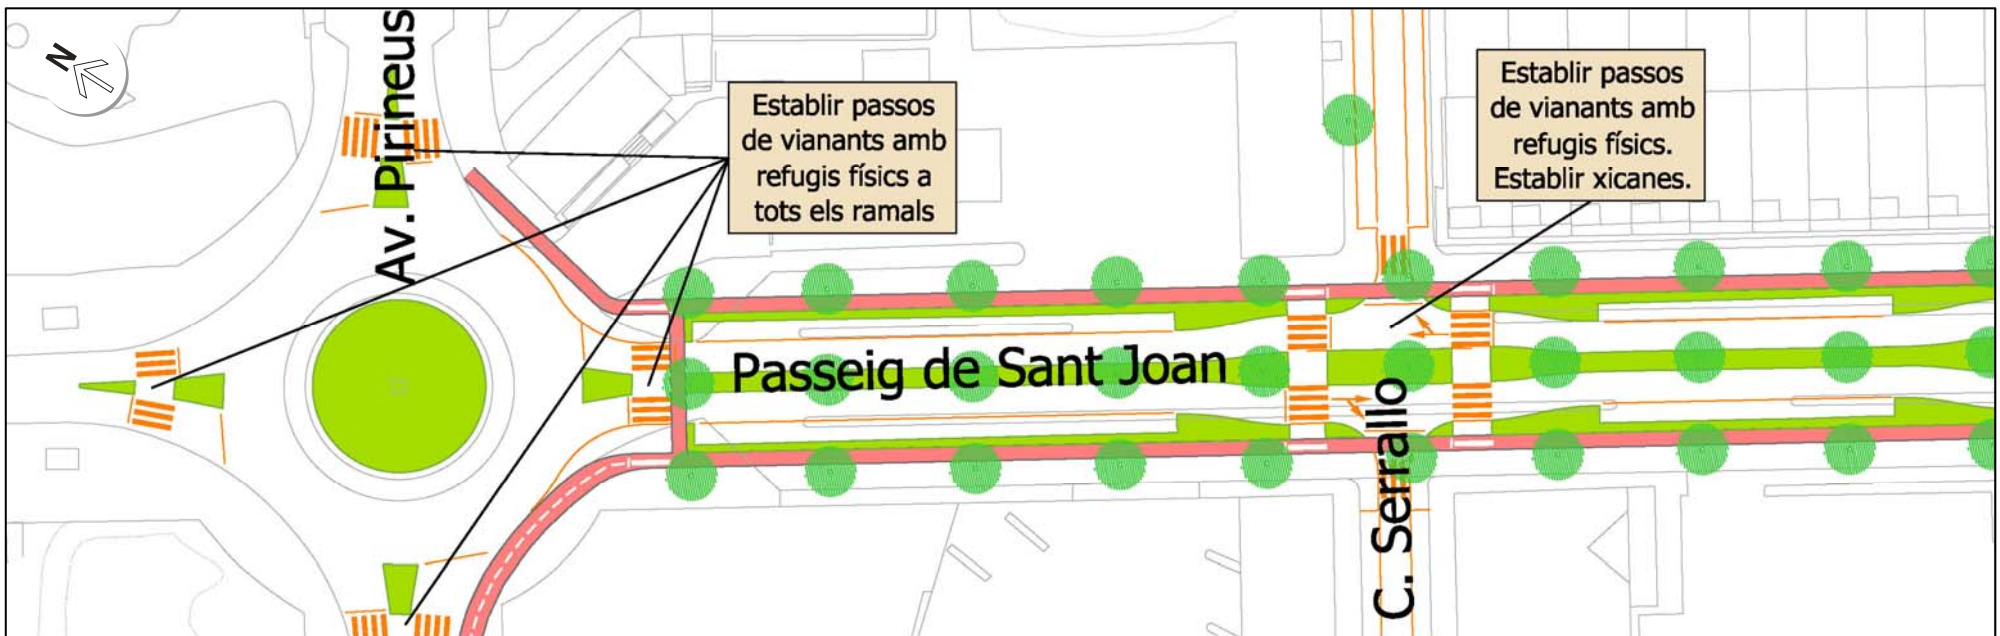 N
Av. Pirineus
Establir passos
de vianants amb
refugis físics a
tots els ramals
Establir passos
de vianants amb
refugis físics.
Establir xicanes.
Passeig de Sant Joan
C. Serrallo